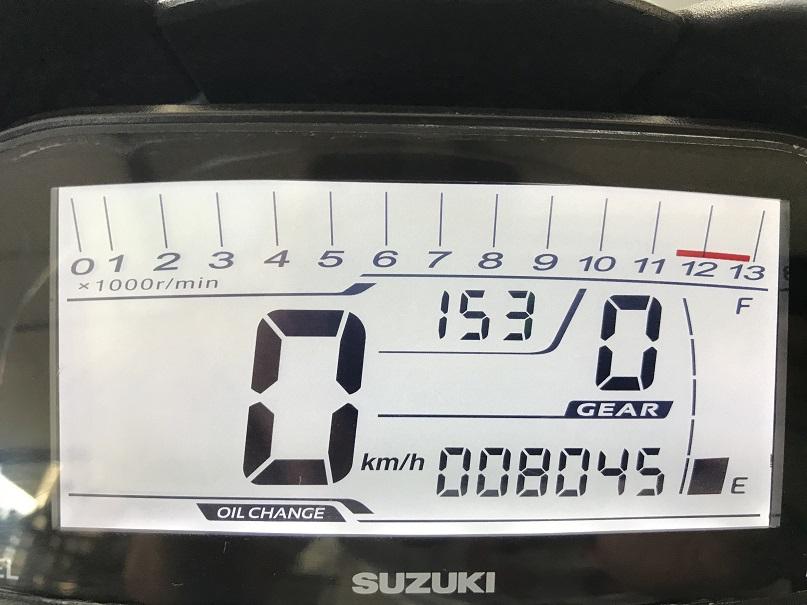 0 1 2 3 4 5 6 7 8 9 10 11 12 13
×1000r/min
F
153
0
GEAR
0 km/h
008045
E
OIL CHANGE
SUZUKI